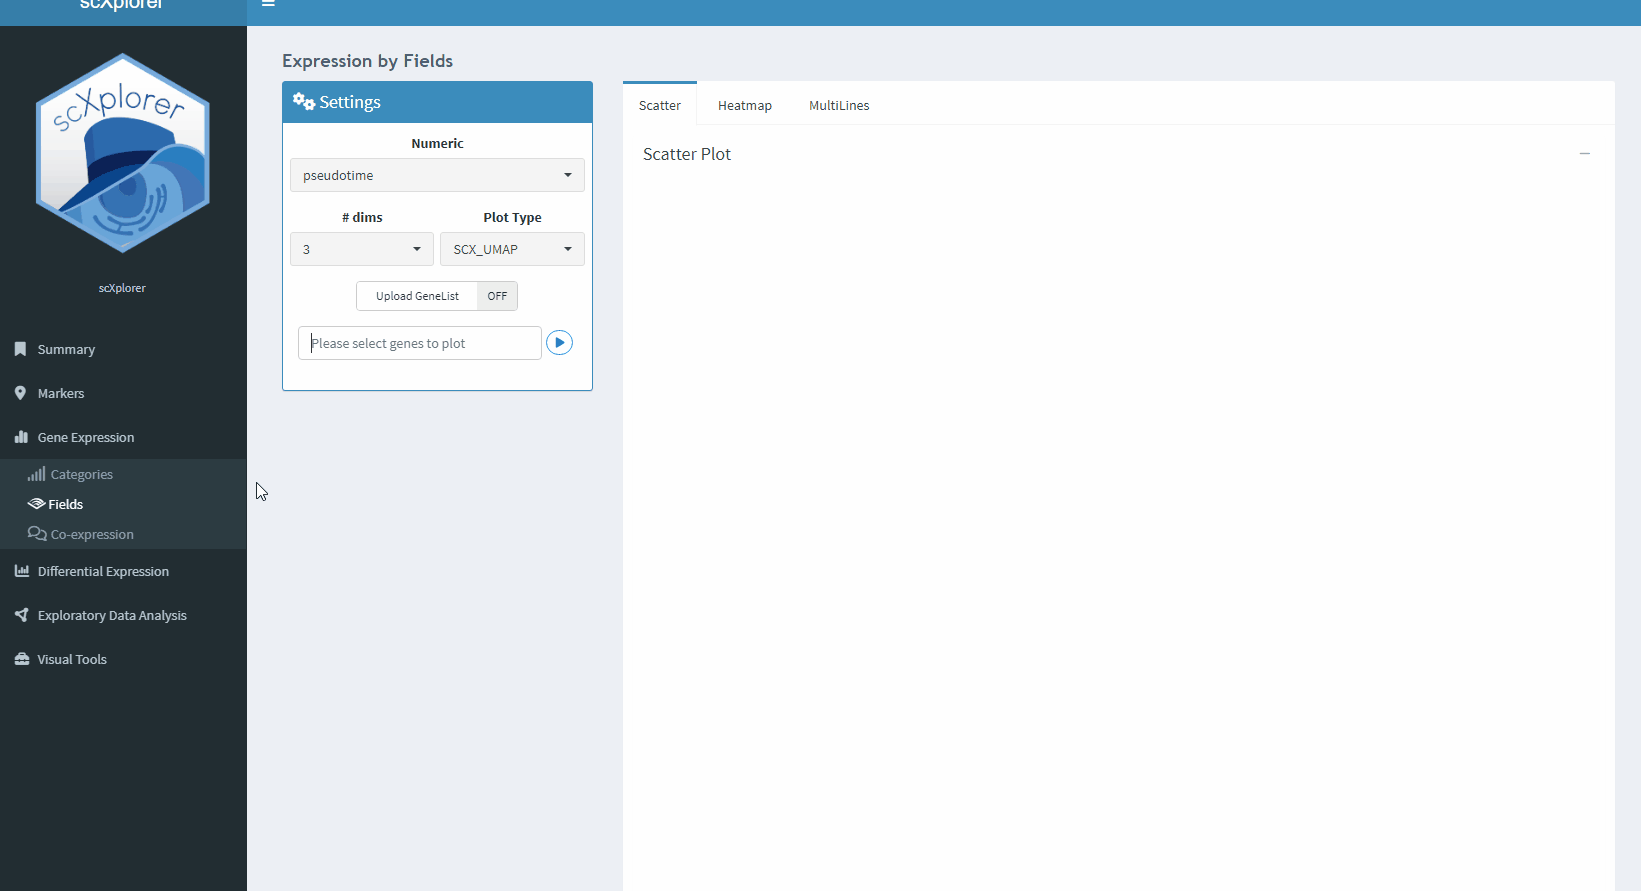 scXplorer
scXplorer
scXplorer
Summary
Markers
Gene Expression
Categories
Fields
Co-expression
Differential Expression
Exploratory Data Analysis
Visual Tools
Expression by Fields
Settings
Numeric
pseudotime
# dims Plot Type
3 SCX_UMAP
Upload GeneList OFF
Please select genes to plot
Scatter Heatmap MultiLines
Scatter Plot